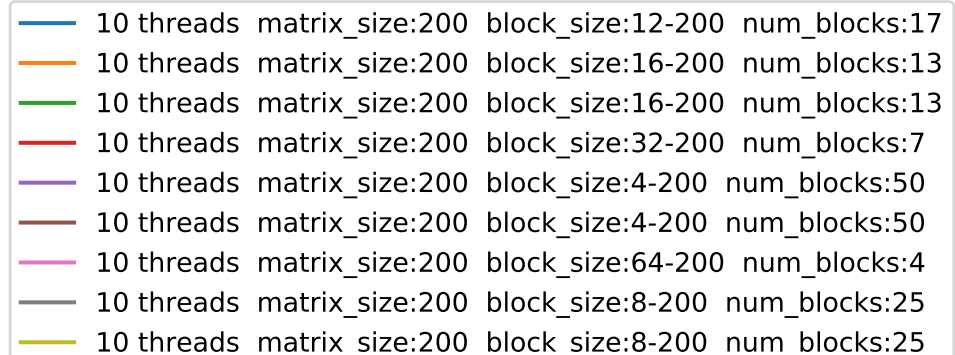 10 threads  matrix_size:200  block_size:12-200  num_blocks:17
10 threads  matrix_size:200  block_size:16-200  num_blocks:13
10 threads  matrix_size:200  block_size:16-200  num_blocks:13
10 threads  matrix_size:200  block_size:32-200  num_blocks:7
10 threads  matrix_size:200  block_size:4-200  num_blocks:50
10 threads  matrix_size:200  block_size:4-200  num_blocks:50
10 threads  matrix_size:200  block_size:64-200  num_blocks:4
10 threads  matrix_size:200  block_size:8-200  num_blocks:25
10 threads  matrix_size:200  block_size:8-200  num_blocks:25